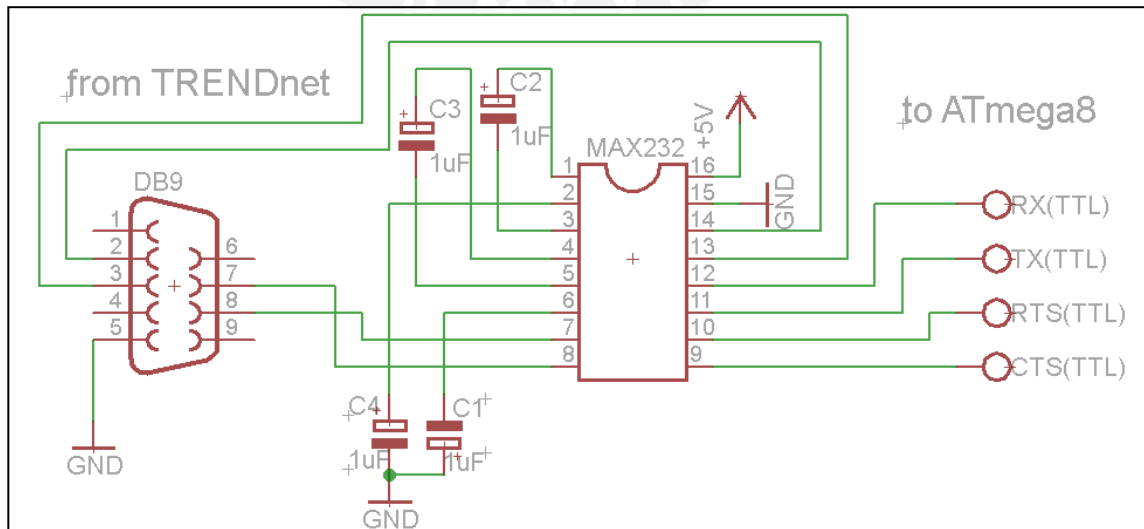 from TRENDnet
C3
1uF
C2
1uF
+5V
to ATmega8
MAX232
GND
DB9
1
2
3
4
5
6
7
8
9
1
2
3
4
5
6
7
8
16
15
14
13
12
11
10
9
RX(TTL)
TX(TTL)
RTS(TTL)
CTS(TTL)
C4
1uF
C1
1uF
GND
GND